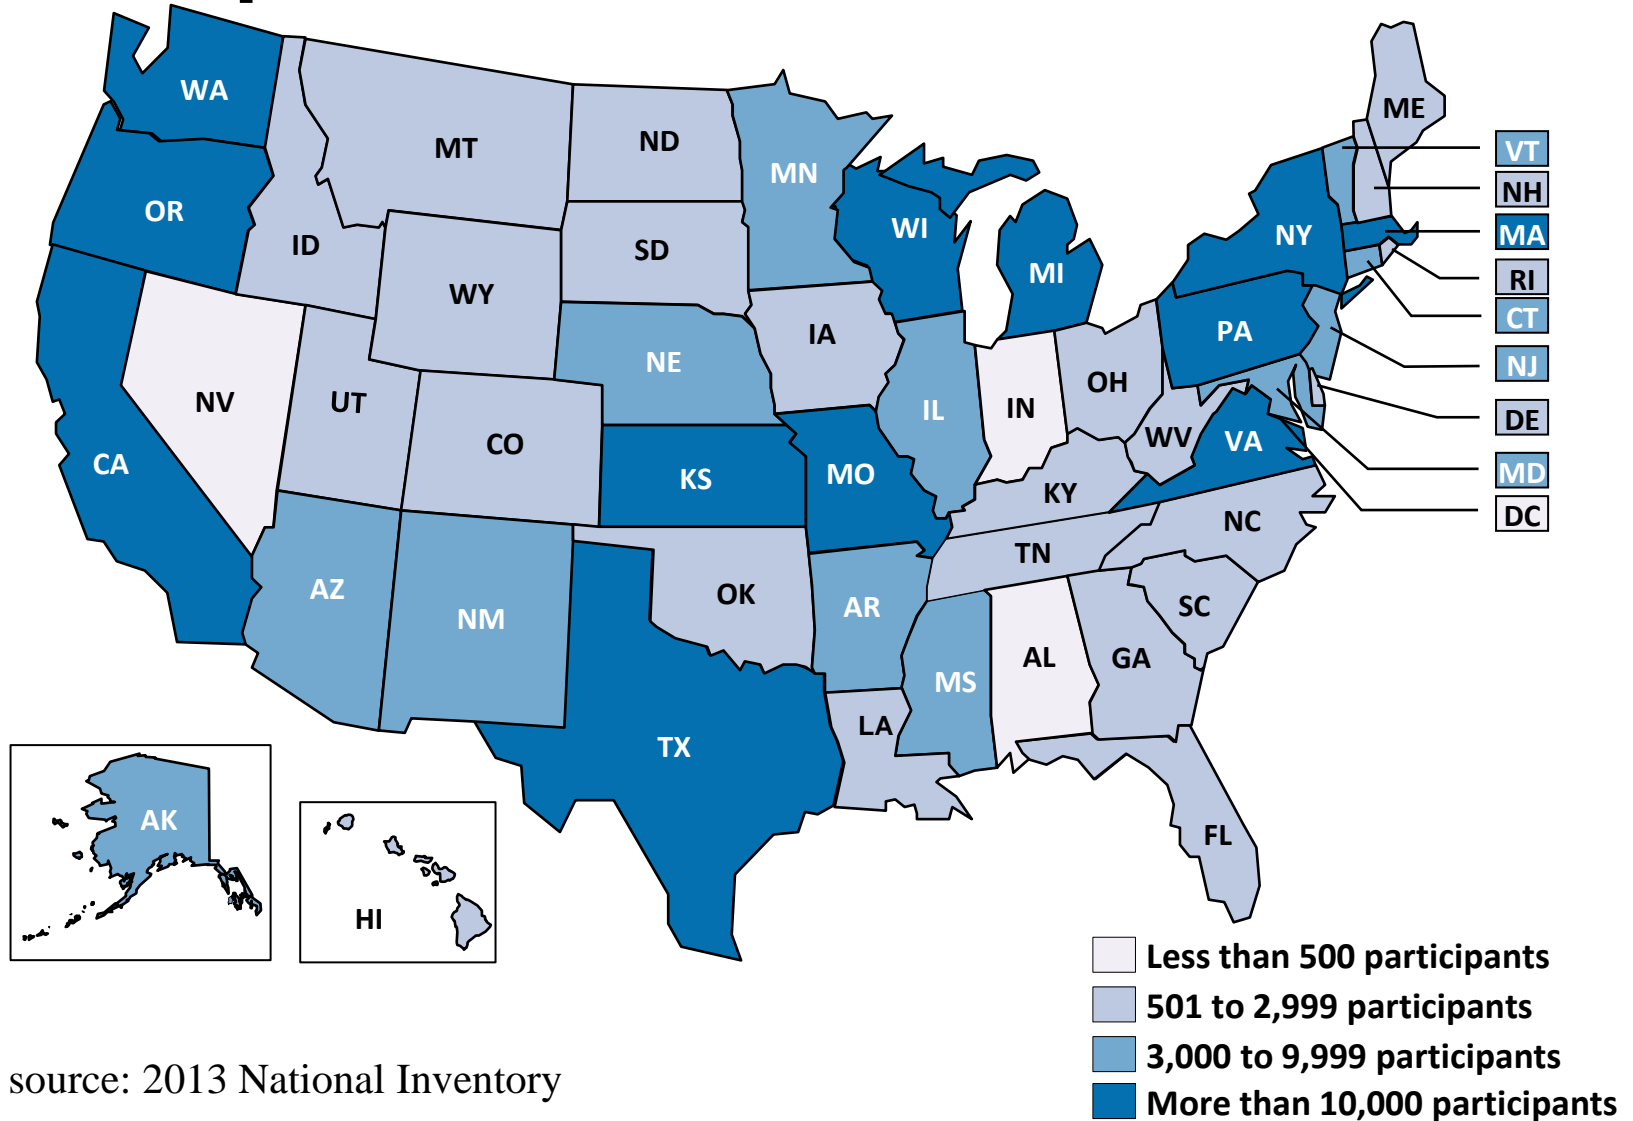 WA
MT
ND
MN
ME
VT
NH
OR
ID
SD
WI
MI
NY
MA
RI
WY
CT
IA
PA
NE
NJ
NV
UT
CO
IL
IN
OH
DE
WV
VA
CA
KS
MO
KY
MD
NC
DC
TN
AZ
NM
OK
AR
SC
MS
AL
GA
LA
TX
AK
FL
HI
Less than 500 participants
501 to 2,999 participants
3,000 to 9,999 participants
More than 10,000 participants
source: 2013 National Inventory